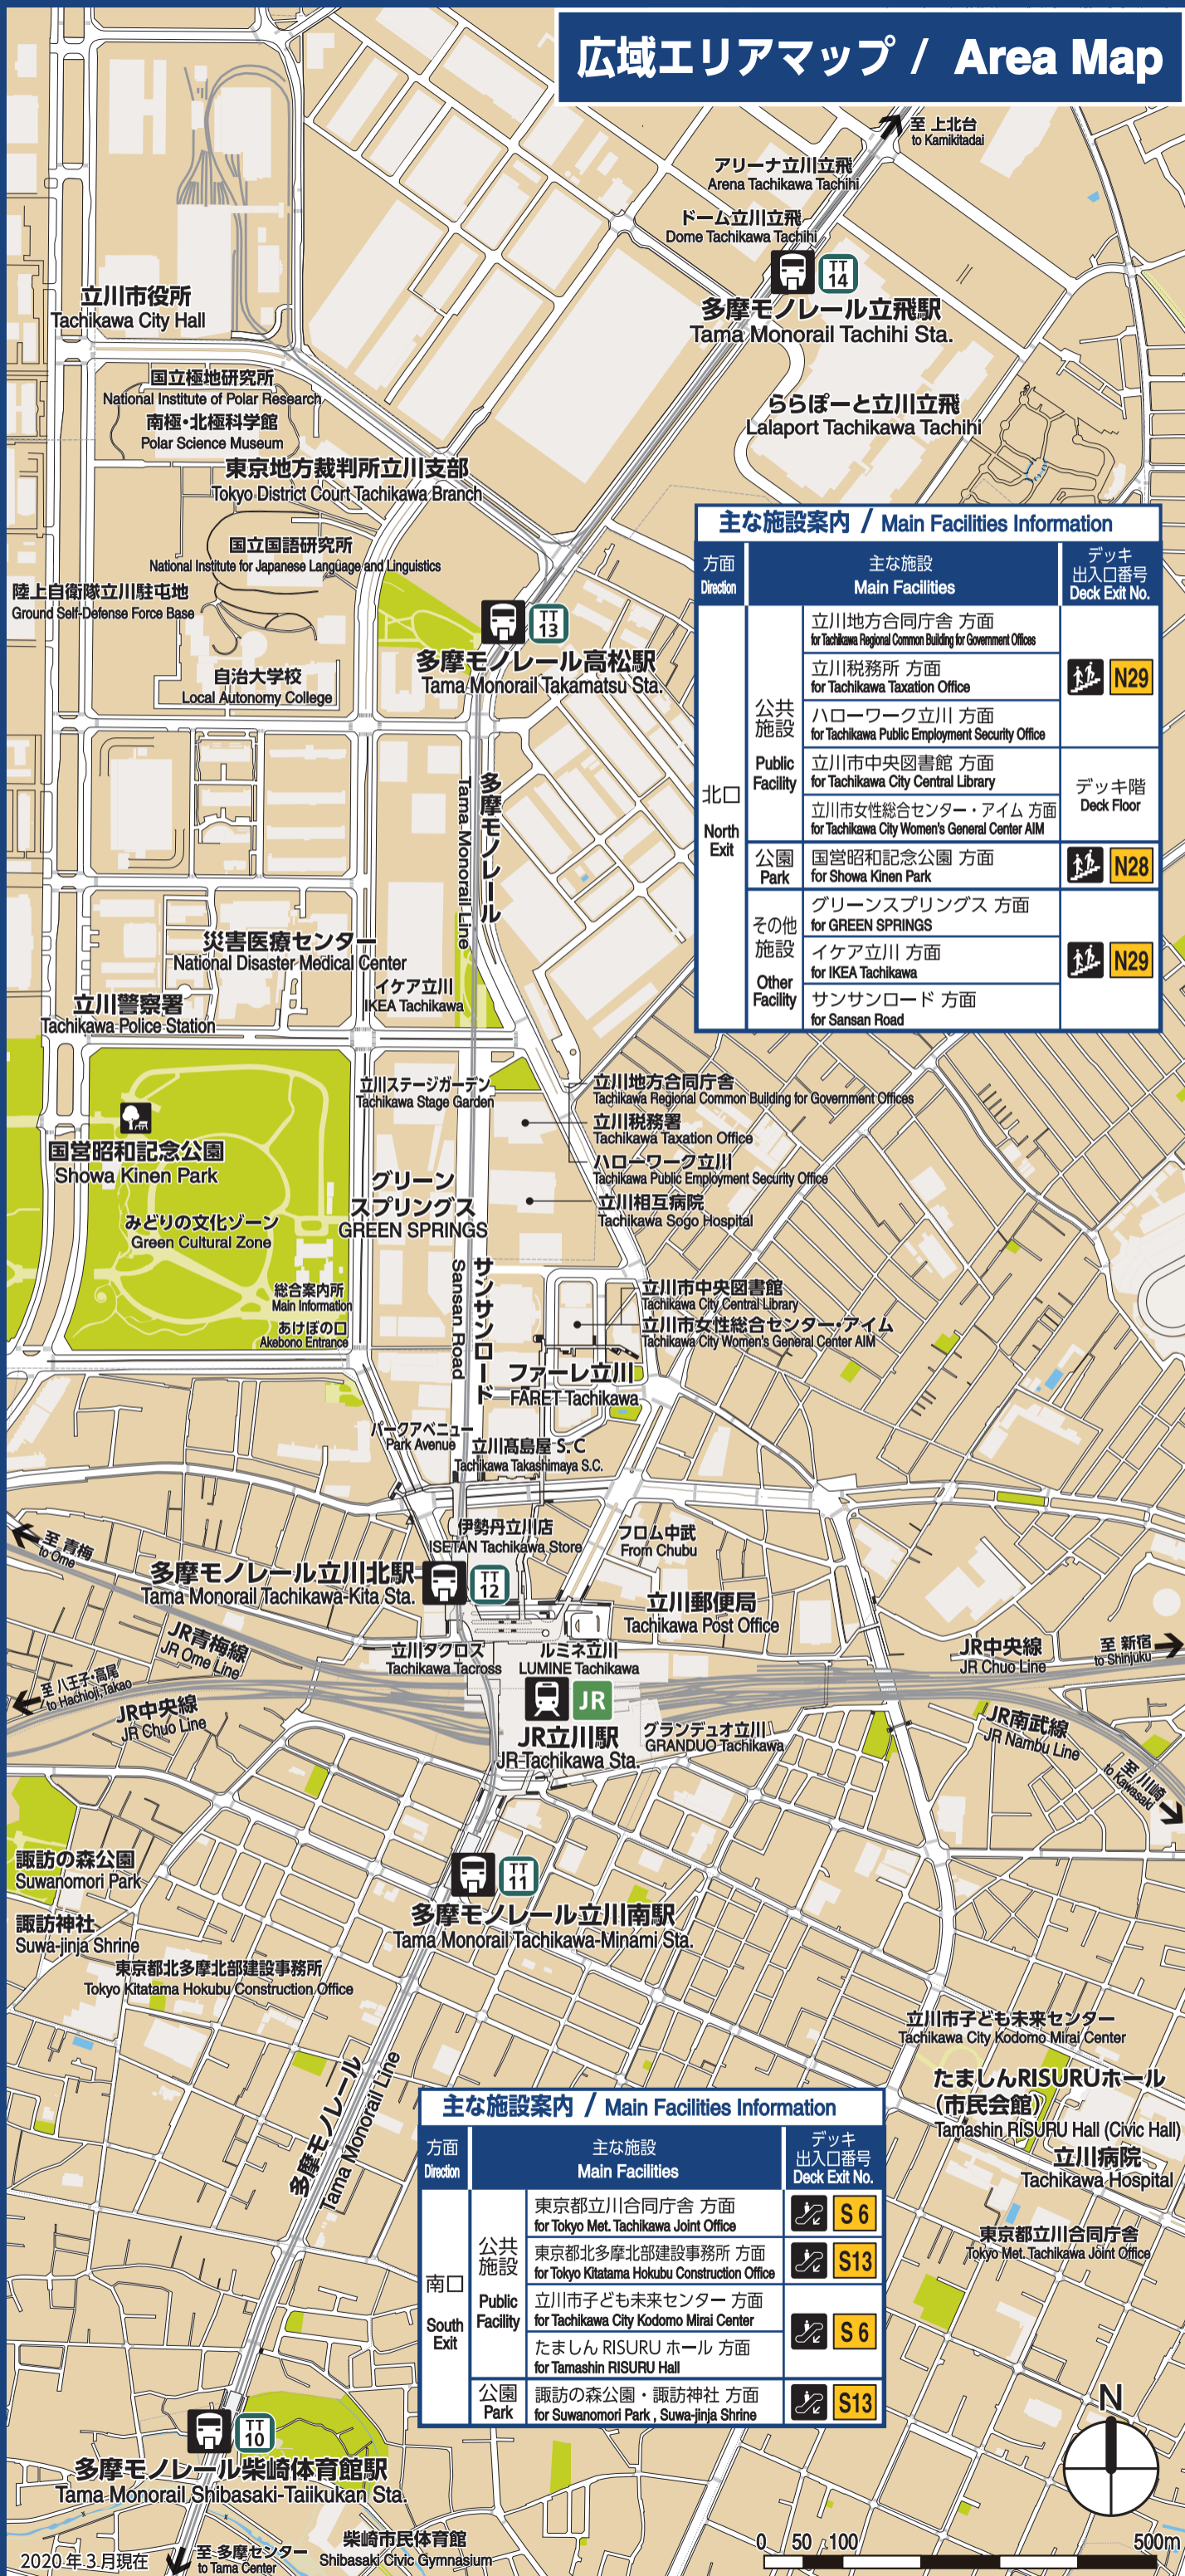 広域エリアマップ / Area Map
至 上北台
to Kamikitadai
アリーナ立川立飛
Arena Tachikawa Tachihi
ドーム立川立飛
Dome Tachikawa Tachihi
TT
14
多摩モノレール立飛駅
Tama Monorail Tachihi Sta.
立川市役所
Tachikawa City Hall
国立極地研究所
National Institute of Polar Research
南極・北極科学館
Polar Science Museum
ららぽーと立川立飛
Lalaport Tachikawa Tachihi
東京地方裁判所立川支部
Tokyo District Court Tachikawa Branch
国立国語研究所
National Institute for Japanese Language and Linguistics
陸上自衛隊立川駐屯地
Ground Self-Defense Force Base
TT
13
多摩モノレール高松駅
Tama Monorail Takamatsu Sta.
自治大学校
Local Autonomy College
主な施設案内 / Main Facilities Information
方面
Direction
主な施設
Main Facilities
デッキ
出入口番号
Deck Exit No.
北口
North
Exit
公共
施設
Public
Facility
立川地方合同庁舎 方面
for Tachikawa Regional Common Building for Government Offices
立川税務所 方面
for Tachikawa Taxation Office
ハローワーク立川 方面
for Tachikawa Public Employment Security Office
N29
立川市中央図書館 方面
for Tachikawa City Central Library
立川市女性総合センター・アイム 方面
for Tachikawa City Women's General Center AIM
デッキ階
Deck Floor
公園
Park
国営昭和記念公園 方面
for Showa Kinen Park
N28
その他
施設
Other
Facility
グリーンスプリングス 方面
for GREEN SPRINGS
イケア立川 方面
for IKEA Tachikawa
サンサンロード 方面
for Sansan Road
N29
多摩モノレール
Tama Monorail Line
災害医療センター
National Disaster Medical Center
イケア立川
IKEA Tachikawa
立川警察署
Tachikawa Police Station
立川ステージガーデン
Tachikawa Stage Garden
立川地方合同庁舎
Tachikawa Regional Common Building for Government Offices
立川税務署
Tachikawa Taxation Office
ハローワーク立川
Tachikawa Public Employment Security Office
立川相互病院
Tachikawa Sogo Hospital
国営昭和記念公園
Showa Kinen Park
みどりの文化ゾーン
Green Cultural Zone
グリーン
スプリングス
GREEN SPRINGS
サンサンロード
Sansan Road
総合案内所
Main Information
あけぼの口
Akebono Entrance
立川市中央図書館
Tachikawa City Central Library
立川市女性総合センター・アイム
Tachikawa City Women's General Center AIM
ファーレ立川
FARET Tachikawa
パークアベニュー
Park Avenue
立川髙島屋 S.C
Tachikawa Takashimaya S.C.
伊勢丹立川店
ISETAN Tachikawa Store
フロム中武
From Chubu
至 青梅
to Ome
多摩モノレール立川北駅
Tama Monorail Tachikawa-Kita Sta.
TT
12
立川郵便局
Tachikawa Post Office
JR青梅線
JR Ome Line
立川タクロス
Tachikawa Tacross
ルミネ立川
LUMINE Tachikawa
JR中央線
JR Chuo Line
至 新宿
to Shinjuku
至 八王子・高尾
to Hachioji,Takao
JR中央線
JR Chuo Line
JR
JR立川駅
JR Tachikawa Sta.
グランデュオ立川
GRANDUO Tachikawa
JR南武線
JR Nambu Line
至 川崎
to Kawasaki
諏訪の森公園
Suwanomori Park
TT
11
多摩モノレール立川南駅
Tama Monorail Tachikawa-Minami Sta.
諏訪神社
Suwa-jinja Shrine
東京都北多摩北部建設事務所
Tokyo Kitatama Hokubu Construction Office
立川市子ども未来センター
Tachikawa City Kodomo Mirai Center
たましんRISURUホール
(市民会館)
Tamashin RISURU Hall (Civic Hall)
立川病院
Tachikawa Hospital
東京都立川合同庁舎
Tokyo Met. Tachikawa Joint Office
多摩モノレール
Tama Monorail Line
主な施設案内 / Main Facilities Information
方面
Direction
主な施設
Main Facilities
デッキ
出入口番号
Deck Exit No.
南口
South
Exit
公共
施設
Public
Facility
東京都立川合同庁舎 方面
for Tokyo Met. Tachikawa Joint Office
S 6
東京都北多摩北部建設事務所 方面
for Tokyo Kitatama Hokubu Construction Office
S13
立川市子ども未来センター 方面
for Tachikawa City Kodomo Mirai Center
たましん RISURU ホール 方面
for Tamashin RISURU Hall
S 6
公園
Park
諏訪の森公園・諏訪神社 方面
for Suwanomori Park , Suwa-jinja Shrine
S13
TT
10
多摩モノレール柴崎体育館駅
Tama Monorail Shibasaki-Taiikukan Sta.
柴崎市民体育館
Shibasaki Civic Gymnasium
至 多摩センター
to Tama Center
2020年3月現在
N
0 50 100 500m